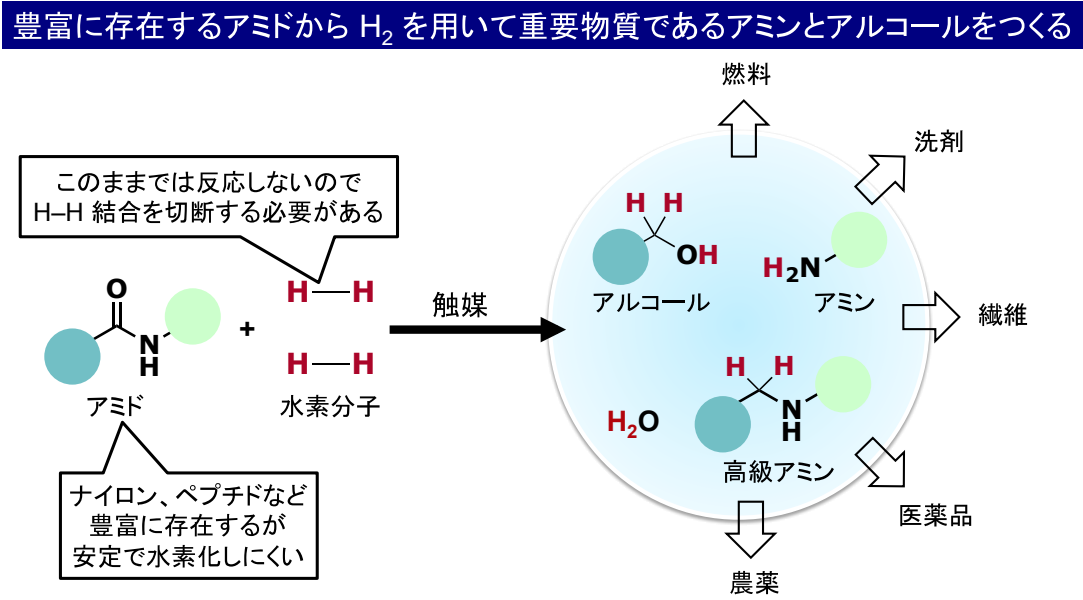 豊富に存在するアミドから H2 を用いて重要物質であるアミンとアルコールをつくる
燃料
洗剤
このままでは反応しないので
H–H 結合を切断する必要がある
H H
OH
アルコール
H2N
アミン
O
N
H
アミド
+
H—H
H—H
水素分子
触媒
繊維
H H
N
H
高級アミン
H2O
ナイロン、ペプチドなど
豊富に存在するが
安定で水素化しにくい
医薬品
農薬